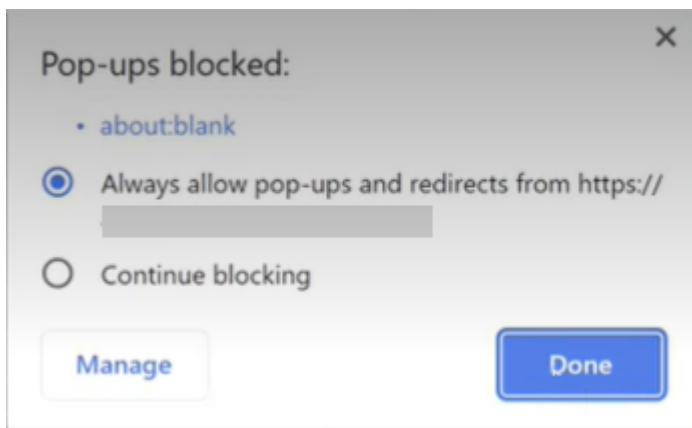 Pop-ups blocked:
• about:blank
Always allow pop-ups and redirects from https://
Continue blocking
Manage
Done